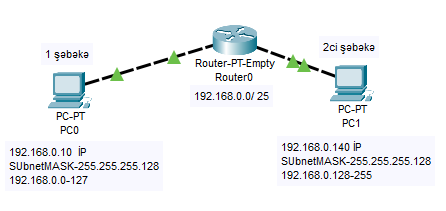 1 şəbəkə
2ci şəbəkə
Router-PT-Empty
Router0
192.168.0.0/ 25
PC-PT
PC0
PC-PT
PC1
192.168.0.10 İP
SUbnetMASK-255.255.255.128
192.168.0.0-127
192.168.0.140 İP
SUbnetMASK-255.255.255.128
192.168.0.128-255